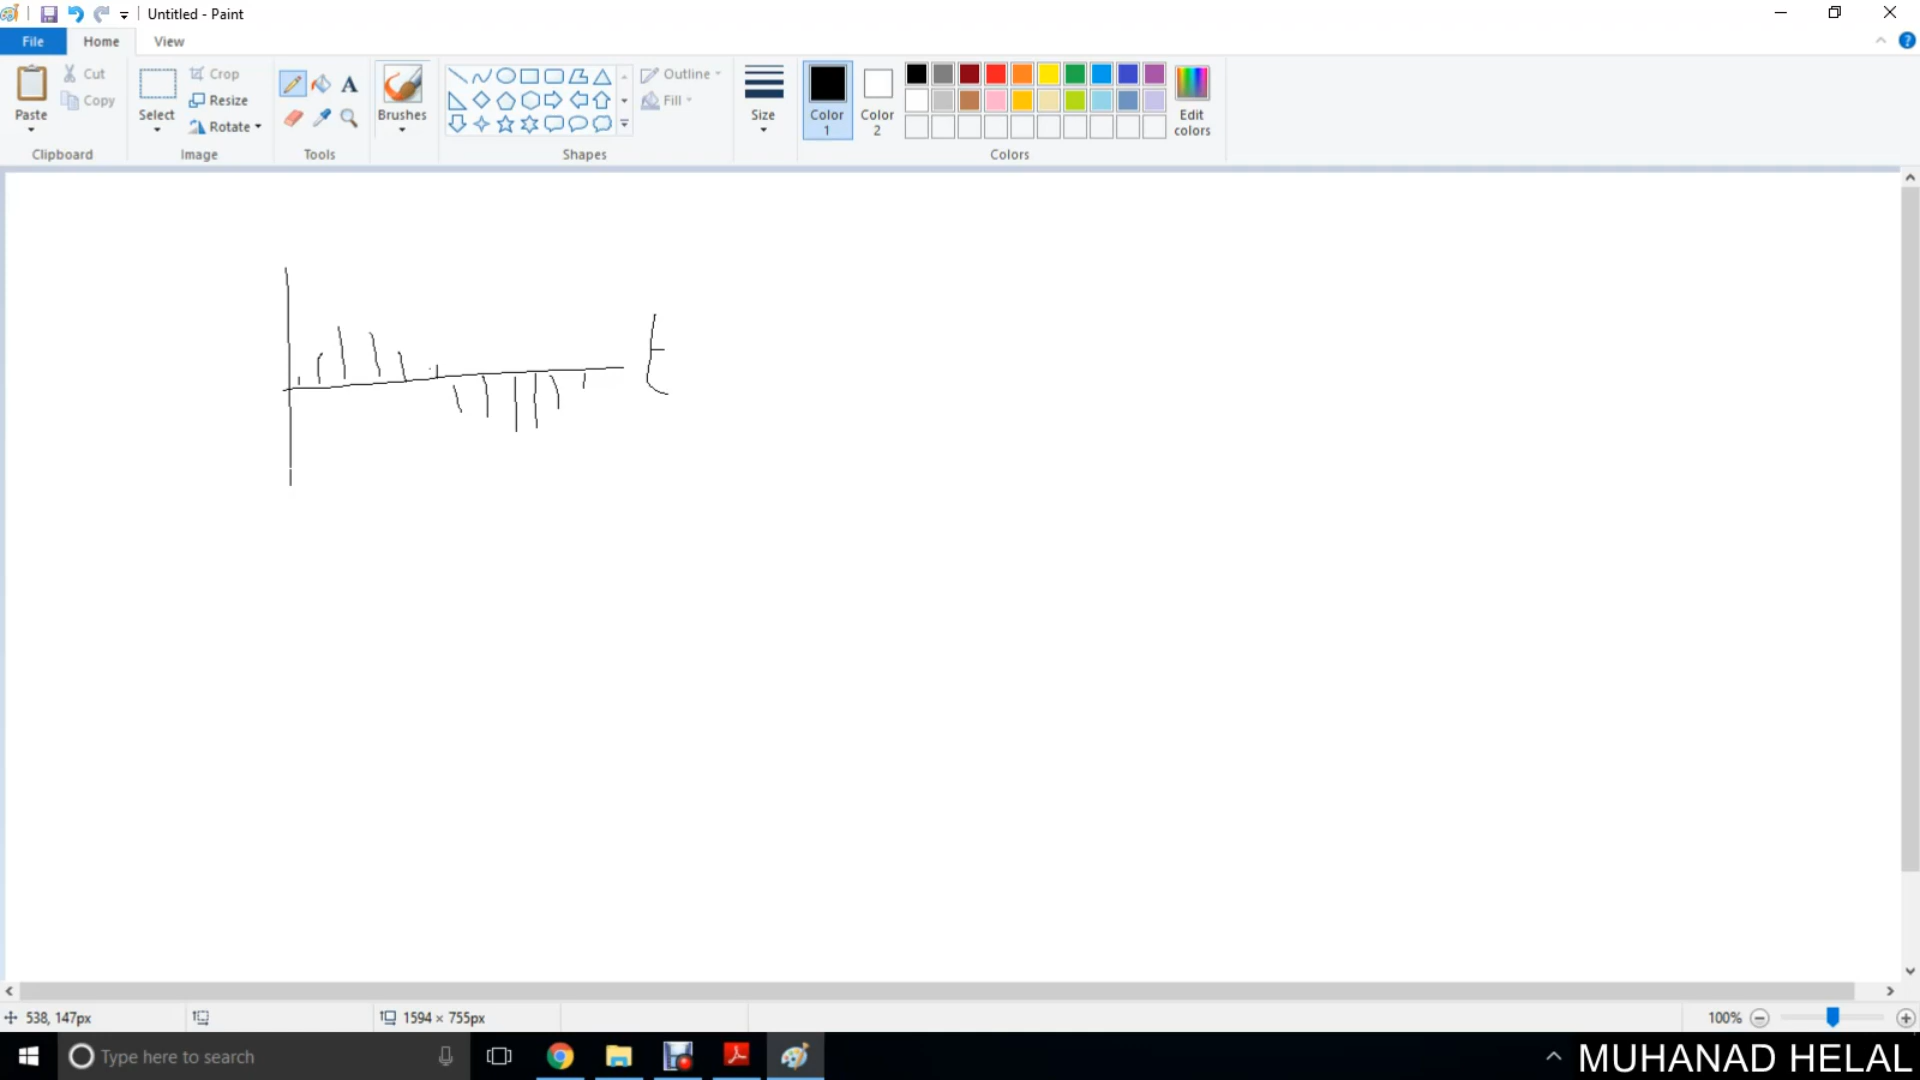 Untitled - Paint
File Home View
Paste
Cut
Copy
Clipboard
Select
Crop
Resize
Rotate
Image
A
Tools
Brushes
Shapes
Outline
Fill
Size
Color 1
Color 2
Edit colors
Colors
t
538, 147px
1594 × 755px
100%
Type here to search
MUHANAD HELAL